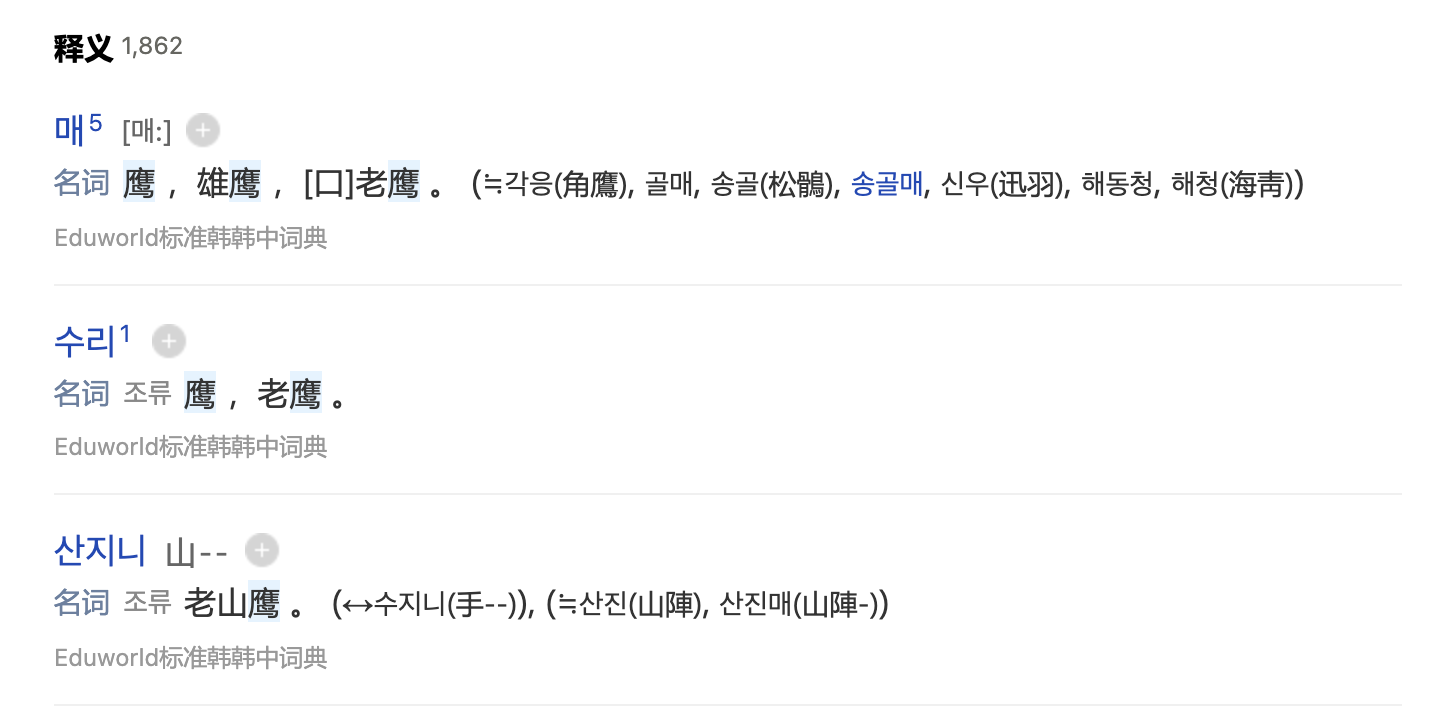 释义 1,862
매5 [매:]
名词 鹰，雄鹰，[口]老鹰。 (≒각응(角鷹), 골매, 송골(松鶻), 송골매, 신우(迅羽), 해동청, 해청(海靑))
Eduworld标准韩韩中词典
수리1
名词 조류 鹰，老鹰。
Eduworld标准韩韩中词典
산지니 山--
名词 조류 老山鹰。 (↔수지니(手--)), (≒산진(山陳), 산진매(山陳-))
Eduworld标准韩韩中词典